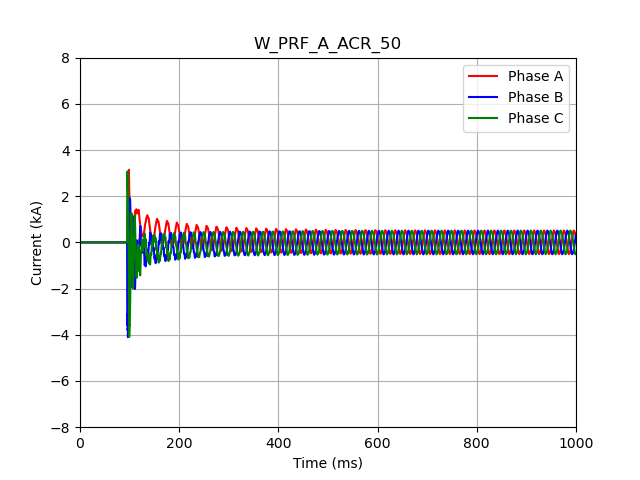 W_PRF_A_ACR_50
8
6
4
2
0
−2
−4
−6
−8
Current (kA)
Phase A
Phase B
Phase C
0 200 400 600 800 1000
Time (ms)